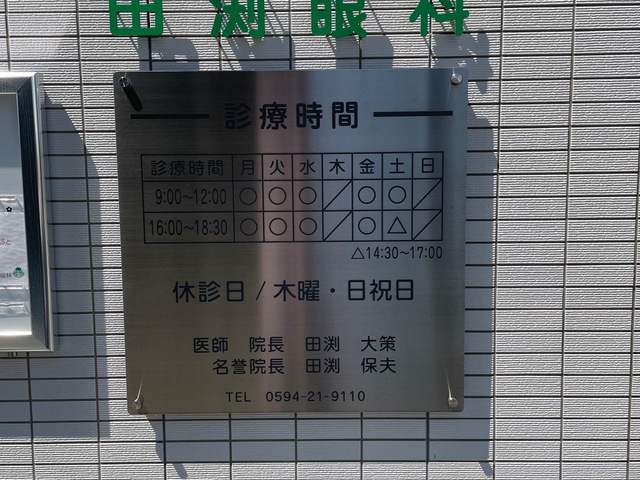 田渕眼科
診療時間
診療時間 月 火 水 木 金 土 日
9:00～12:00 ○ ○ ○ ／ ○ ○ ／
16:00～18:30 ○ ○ ○ ／ ○ △ ／
△14:30～17:00
休診日 / 木曜・日祝日
医師 院長 田渕 大策
名誉院長 田渕 保夫
TEL 0594-21-9110